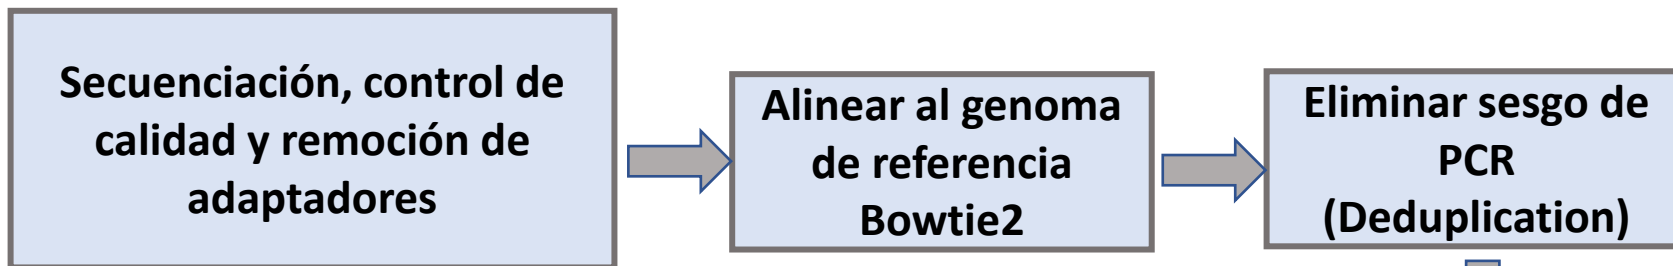 Secuenciación, control de
calidad y remoción de
adaptadores
Alinear al genoma
de referencia
Bowtie2
Eliminar sesgo de
PCR
(Deduplication)